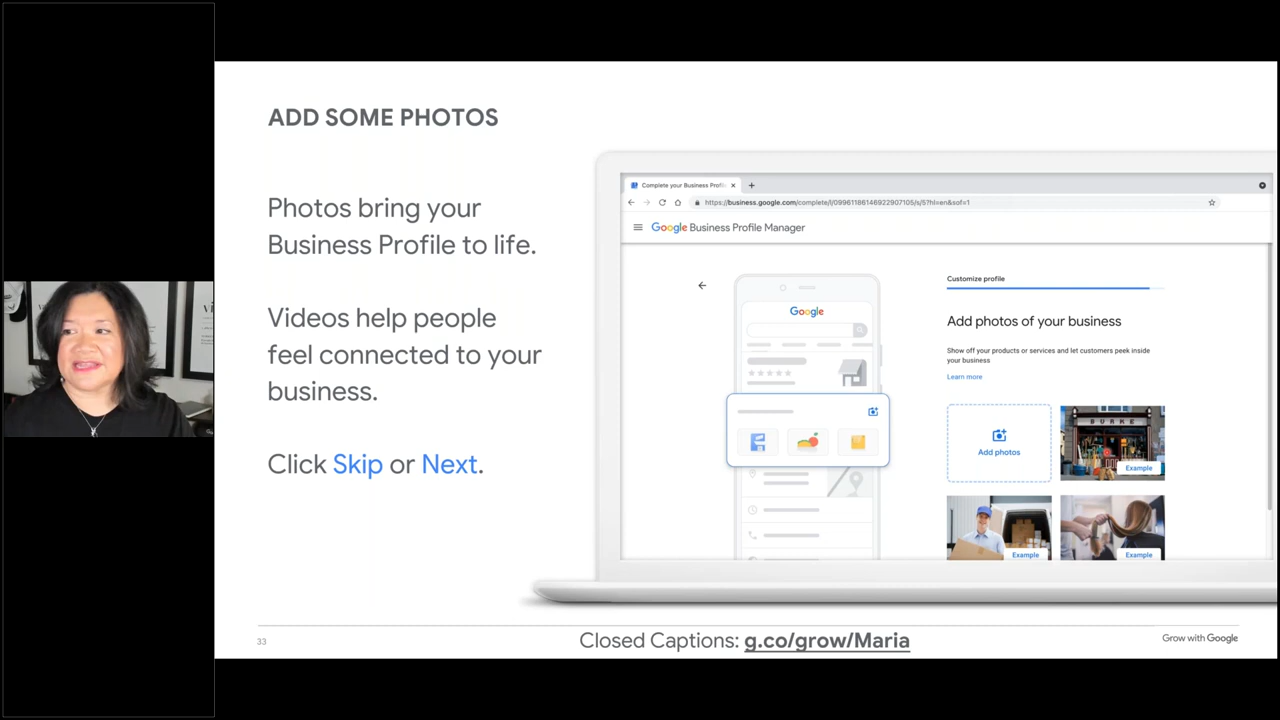 ADD SOME PHOTOS
Photos bring your
Business Profile to life.
Videos help people
feel connected to your
business.
Click Skip or Next.
Complete your Business Profil
Google Business Profile Manager
Google
Customize profile
Add photos of your business
Show off your products or services and let customers peek inside
your business
Learn more
Add photos
BURKE
Example
Example
Example
33
Closed Captions: g.co/grow/Maria
Grow with Google